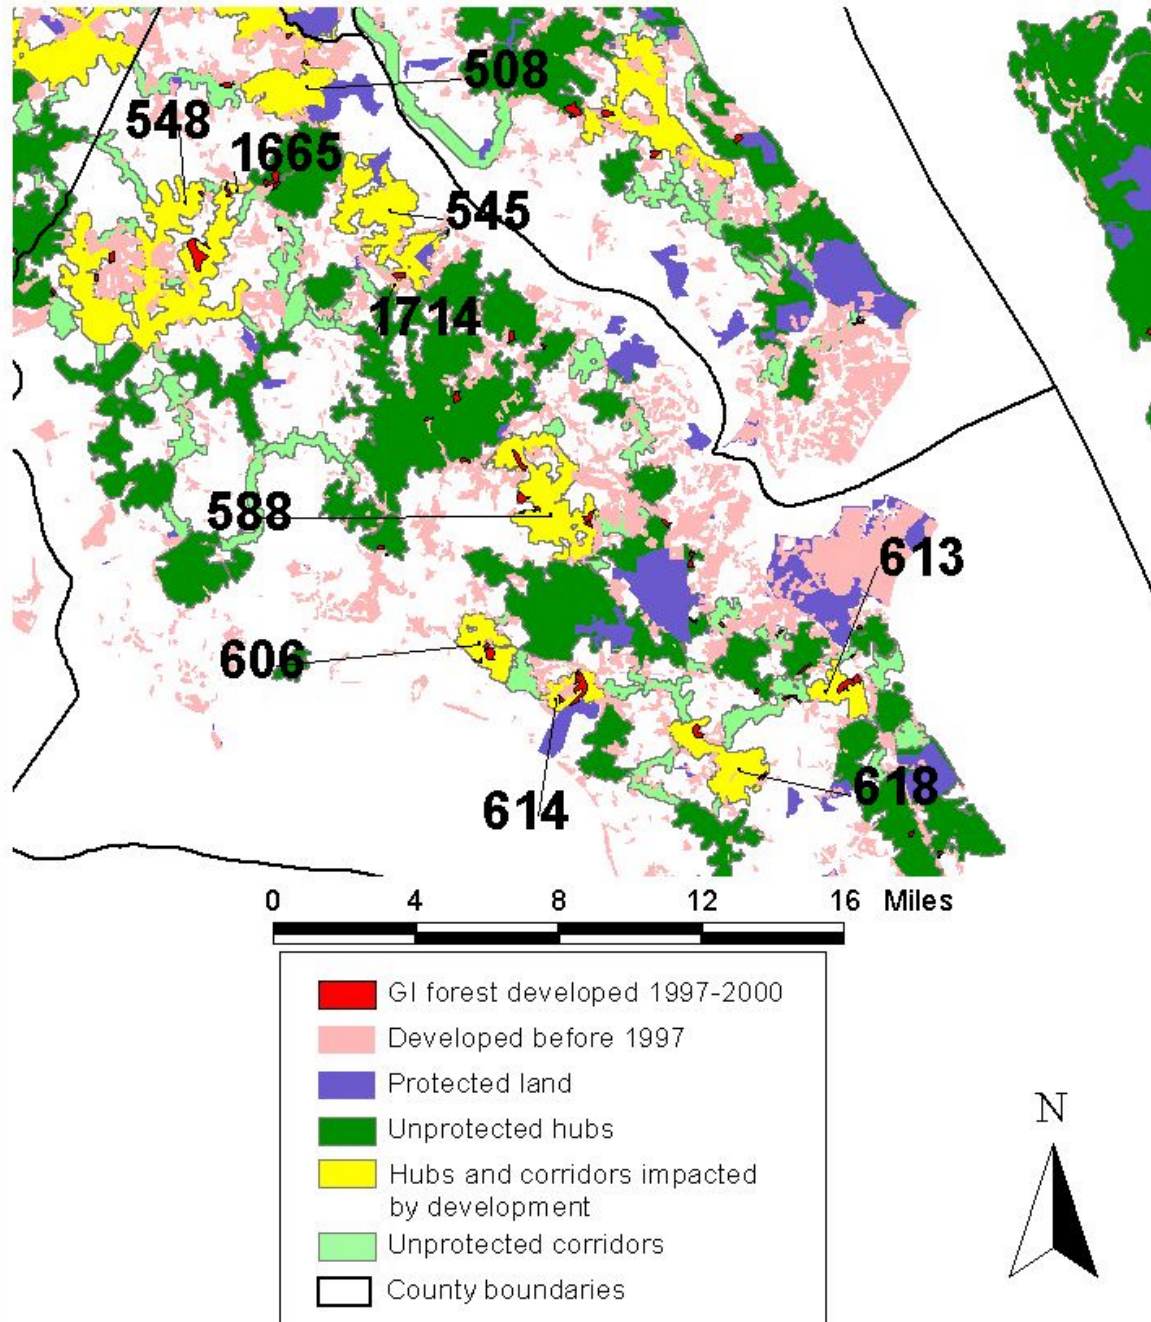 508
548
1665
545
1714
588
613
606
614
618
0 4 8 12 16 Miles
GI forest developed 1997-2000
Developed before 1997
Protected land
Unprotected hubs
Hubs and corridors impacted
by development
Unprotected corridors
County boundaries
N